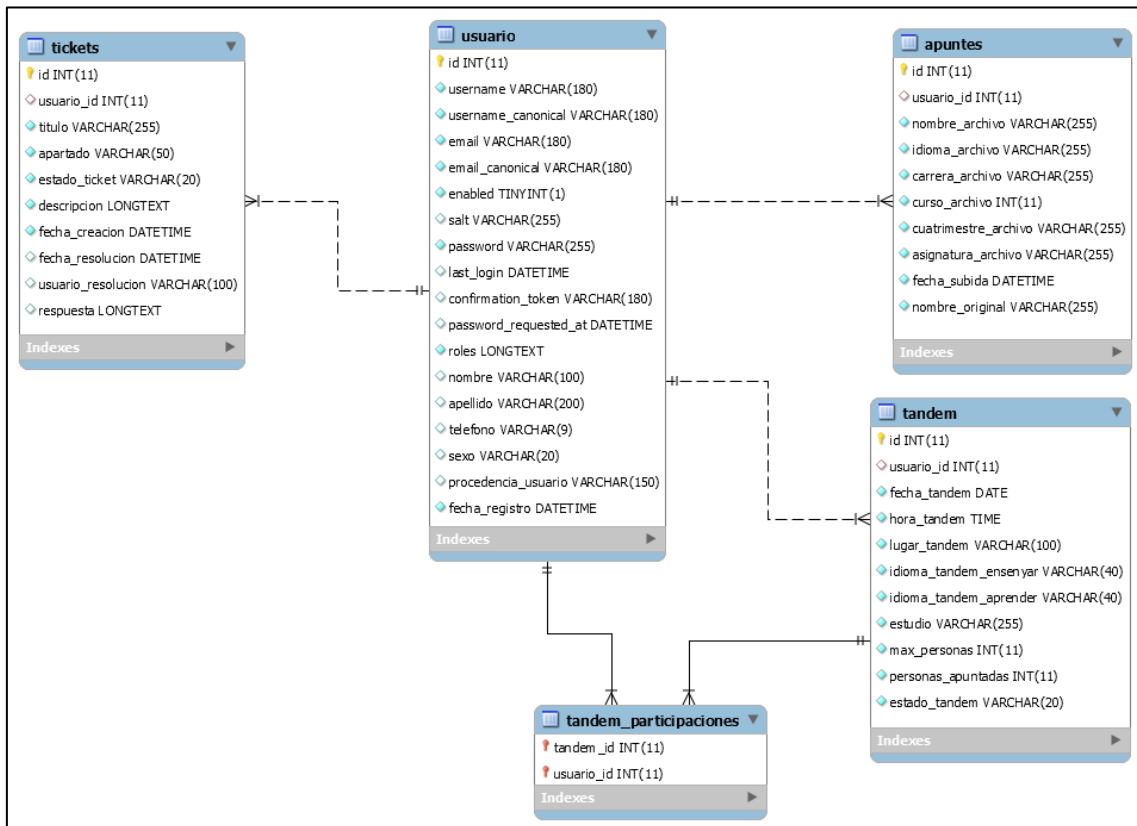 tickets
id INT(11)
usuario_id INT(11)
titulo VARCHAR(255)
apartado VARCHAR(50)
estado_ticket VARCHAR(20)
descripcion LONGTEXT
fecha_creacion DATETIME
fecha_resolucion DATETIME
usuario_resolucion VARCHAR(100)
respuesta LONGTEXT
Indexes
usuario
id INT(11)
username VARCHAR(180)
username_canonical VARCHAR(180)
email VARCHAR(180)
email_canonical VARCHAR(180)
enabled TINYINT(1)
salt VARCHAR(255)
password VARCHAR(255)
last_login DATETIME
confirmation_token VARCHAR(180)
password_requested_at DATETIME
roles LONGTEXT
nombre VARCHAR(100)
apellido VARCHAR(200)
telefono VARCHAR(9)
sexo VARCHAR(20)
procedencia_usuario VARCHAR(150)
fecha_registro DATETIME
Indexes
apuntes
id INT(11)
usuario_id INT(11)
nombre_archivo VARCHAR(255)
idioma_archivo VARCHAR(255)
carrera_archivo VARCHAR(255)
curso_archivo INT(11)
cuatrimestre_archivo VARCHAR(255)
asignatura_archivo VARCHAR(255)
fecha_subida DATETIME
nombre_original VARCHAR(255)
Indexes
tandem
id INT(11)
usuario_id INT(11)
fecha_tandem DATE
hora_tandem TIME
lugar_tandem VARCHAR(100)
idioma_tandem_ensenyar VARCHAR(40)
idioma_tandem_aprender VARCHAR(40)
estudio VARCHAR(255)
max_personas INT(11)
personas_apuntadas INT(11)
estado_tandem VARCHAR(20)
Indexes
tandem_participaciones
tandem_id INT(11)
usuario_id INT(11)
Indexes